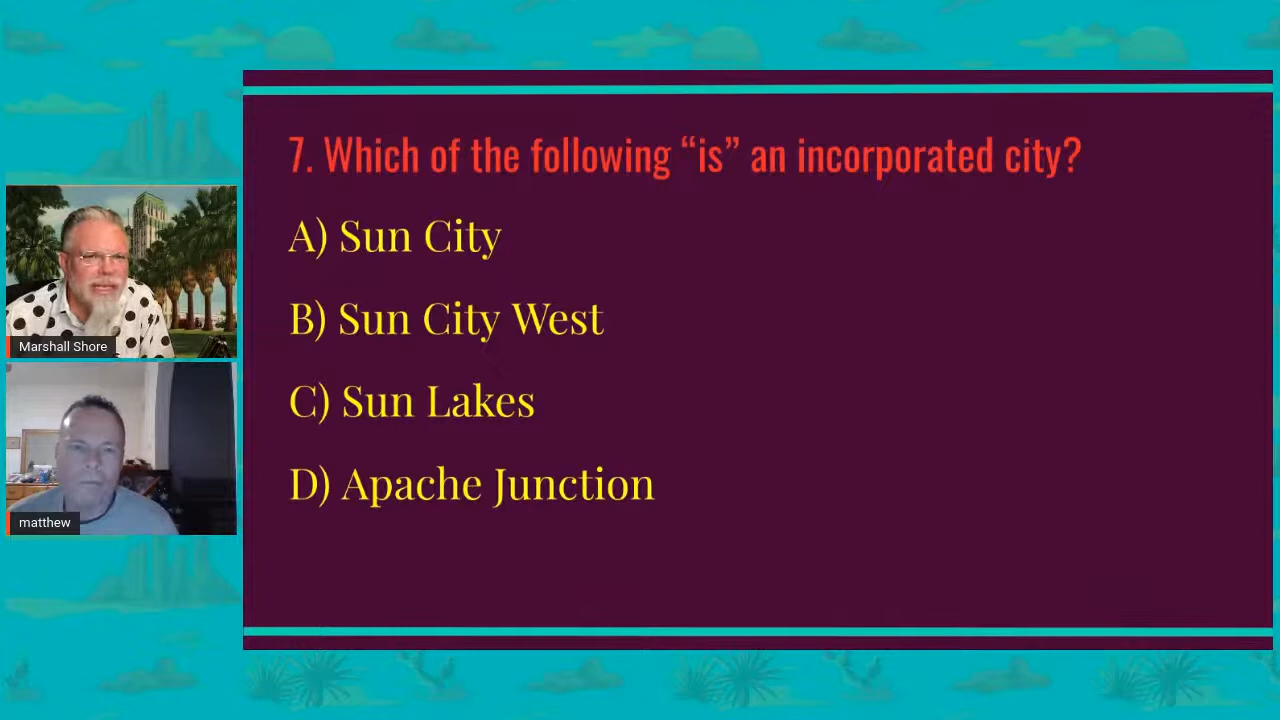 7. Which of the following “is” an incorporated city?
A) Sun City
B) Sun City West
C) Sun Lakes
D) Apache Junction
Marshall Shore
matthew